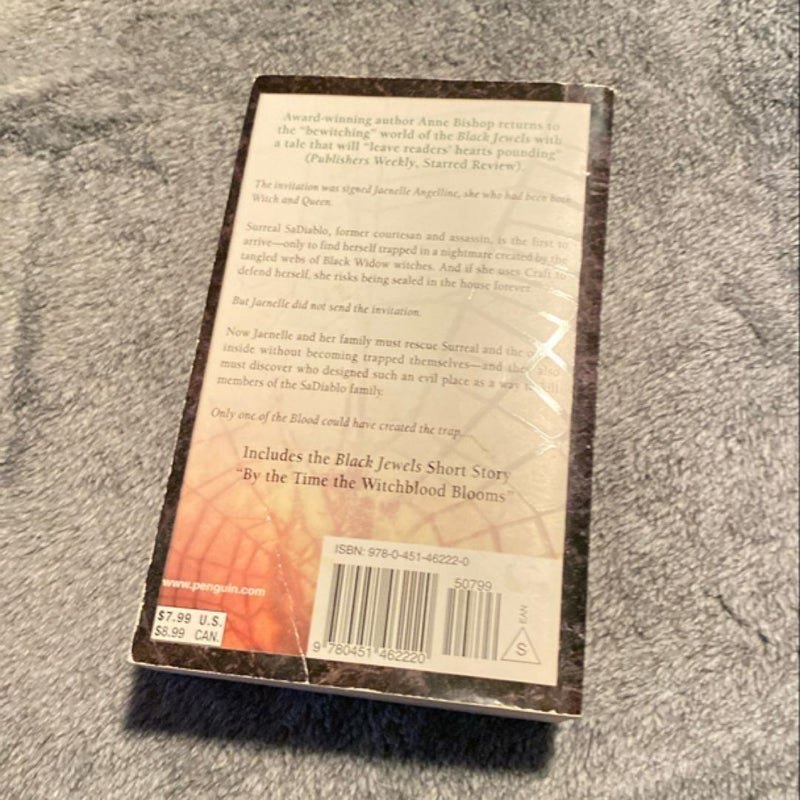 Award-winning author Anne Bishop returns to
the "bewitching" world of the Black Jewels with
a tale that will "leave readers' hearts pounding"
(Publishers Weekly, Starred Review).
The invitation was signed Jaenelle Angelline, she who had been both
Witch and Queen.
Surreal SaDiablo, former courtesan and assassin, is the first to
arrive—only to find herself trapped in a nightmare created by the
tangled webs of Black Widow witches. And if she uses Craft to
defend herself, she risks being sealed in the house forever.
But Jaenelle did not send the invitation.
Now Jaenelle and her family must rescue Surreal and the
inside without becoming trapped themselves—and they also
must discover who designed such an evil place as a way
members of the SaDiablo family.
Only one of the Blood could have created the trap....
Includes the Black Jewels Short Story
"By the Time the Witchblood Blooms"
ISBN: 978-0-451-46222-0
50799
EAN
S
9 780451 462220
www.penguin.com
$7.99 U.S.
$8.99 CAN.